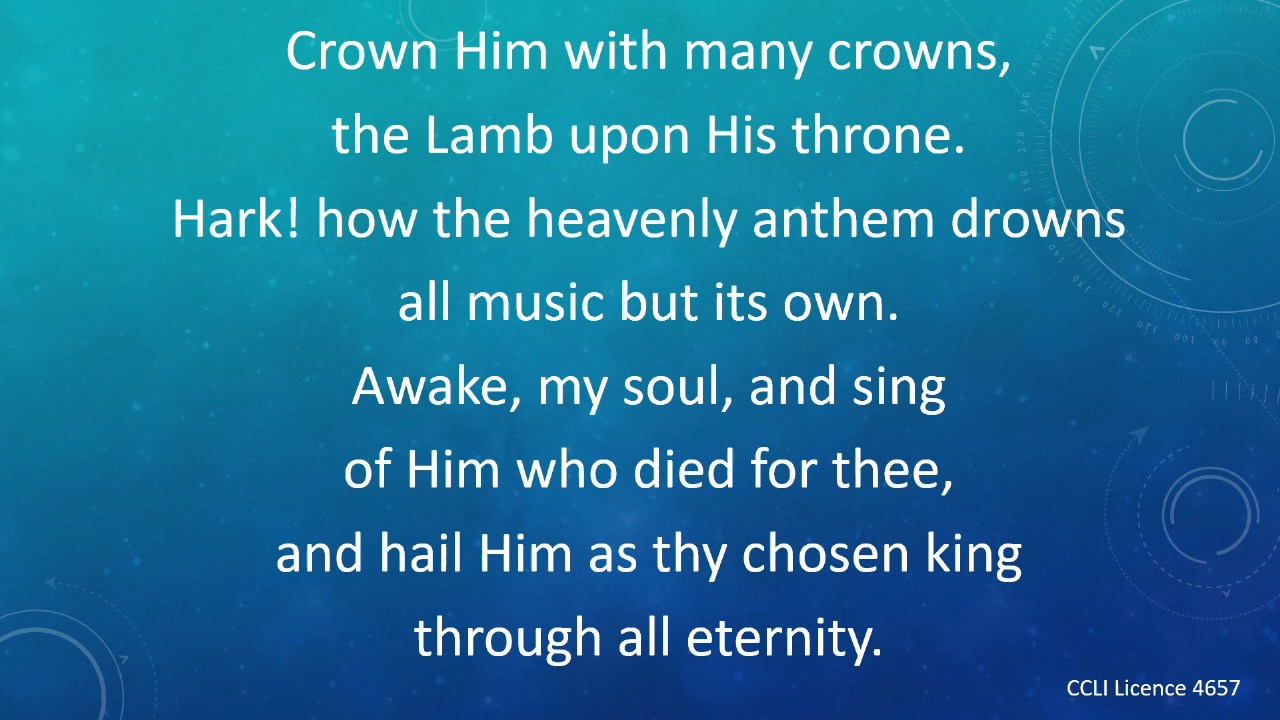 Crown Him with many crowns,
the Lamb upon His throne.
Hark! how the heavenly anthem drowns
all music but its own.
Awake, my soul, and sing
of Him who died for thee,
and hail Him as thy chosen king
through all eternity.
CCLI Licence 4657